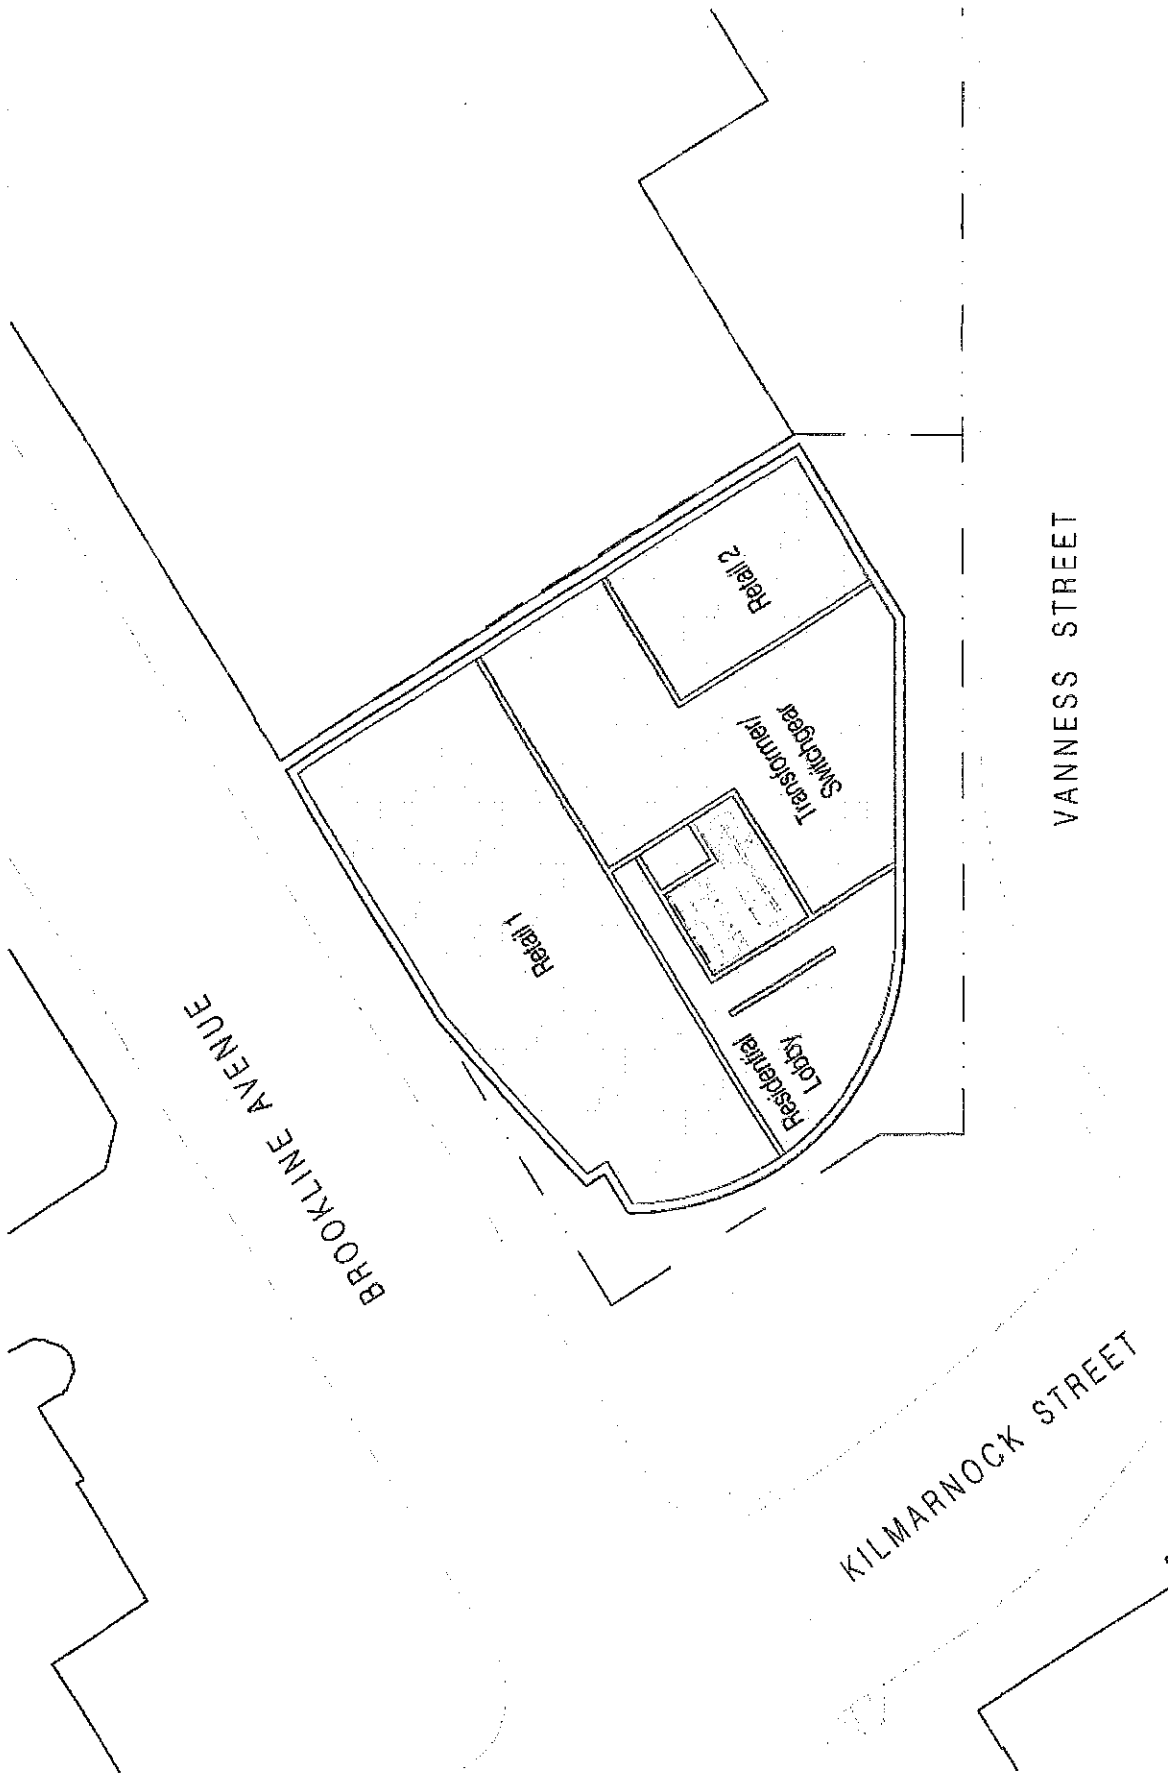 BROOKLINE AVENUE
Retail 1
Retail 2
Transformer/
Switchgear
Residential
Lobby
VANNESS STREET
KILMARNOCK STREET